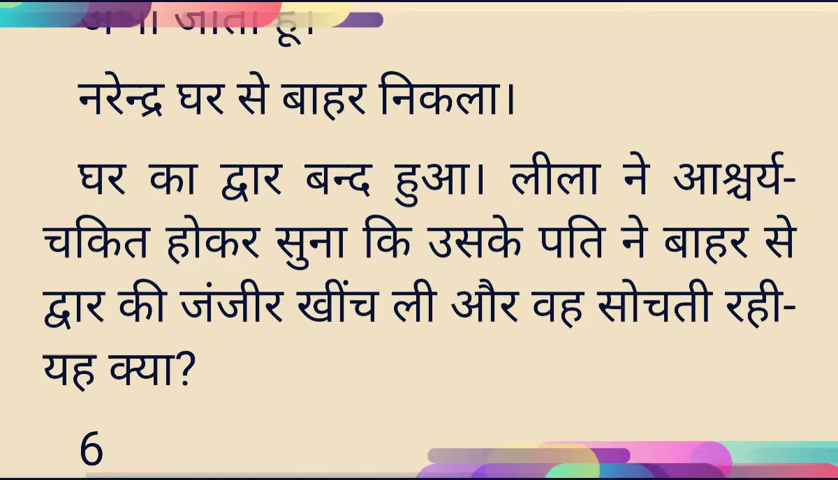 जाता हूँ।
नरेन्द्र घर से बाहर निकला।
घर का द्वार बन्द हुआ। लीला ने आश्चर्य-
चकित होकर सुना कि उसके पति ने बाहर से
द्वार की जंजीर खींच ली और वह सोचती रही-
यह क्या?
6